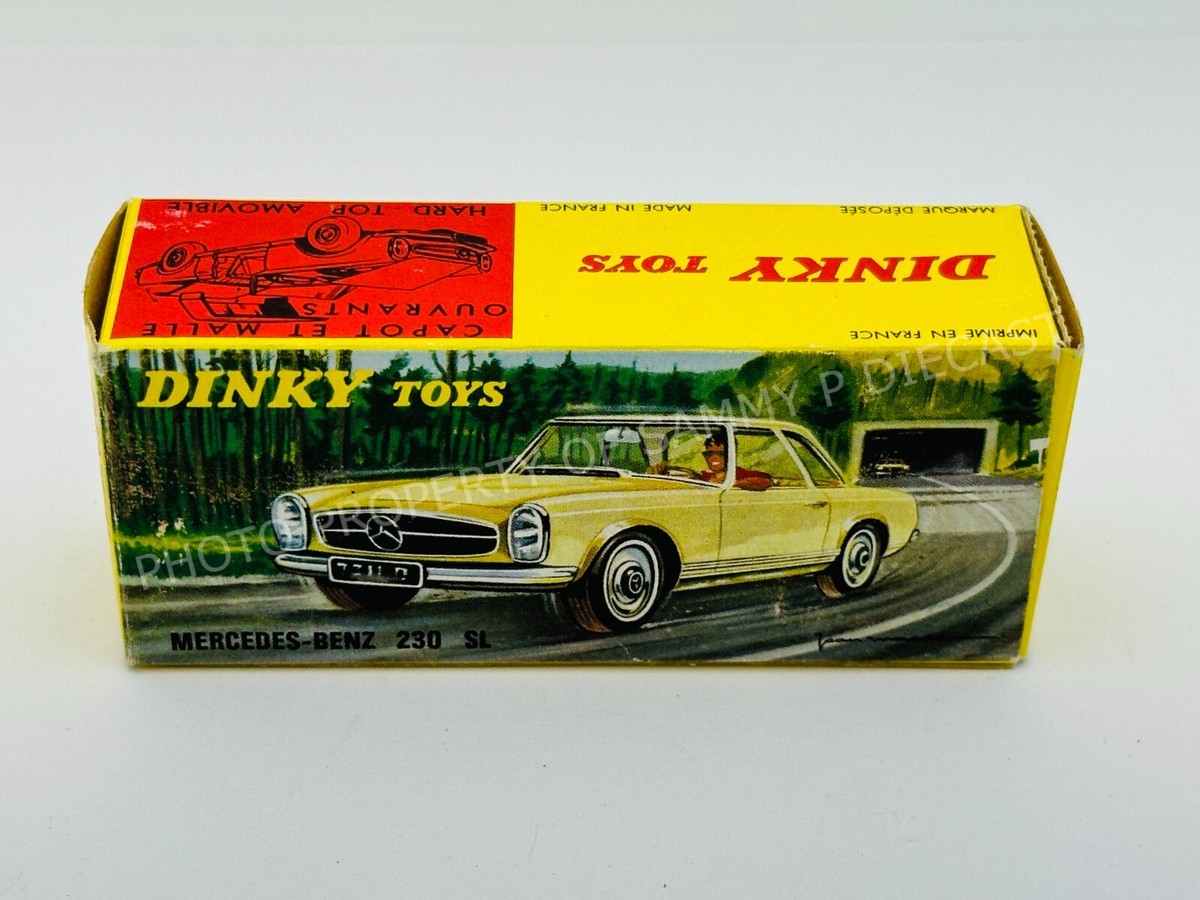 HARD - TOP AMOVIBLE
CAPOT ET MALLE
OUVRANTS
MADE IN FRANCE
MARQUE DÉPOSÉE
DINKY TOYS
IMPRIMÉ EN FRANCE
DINKY TOYS
MERCEDES-BENZ 230 SL
PHOTO PROPERTY OF SAMMY P DIECAST